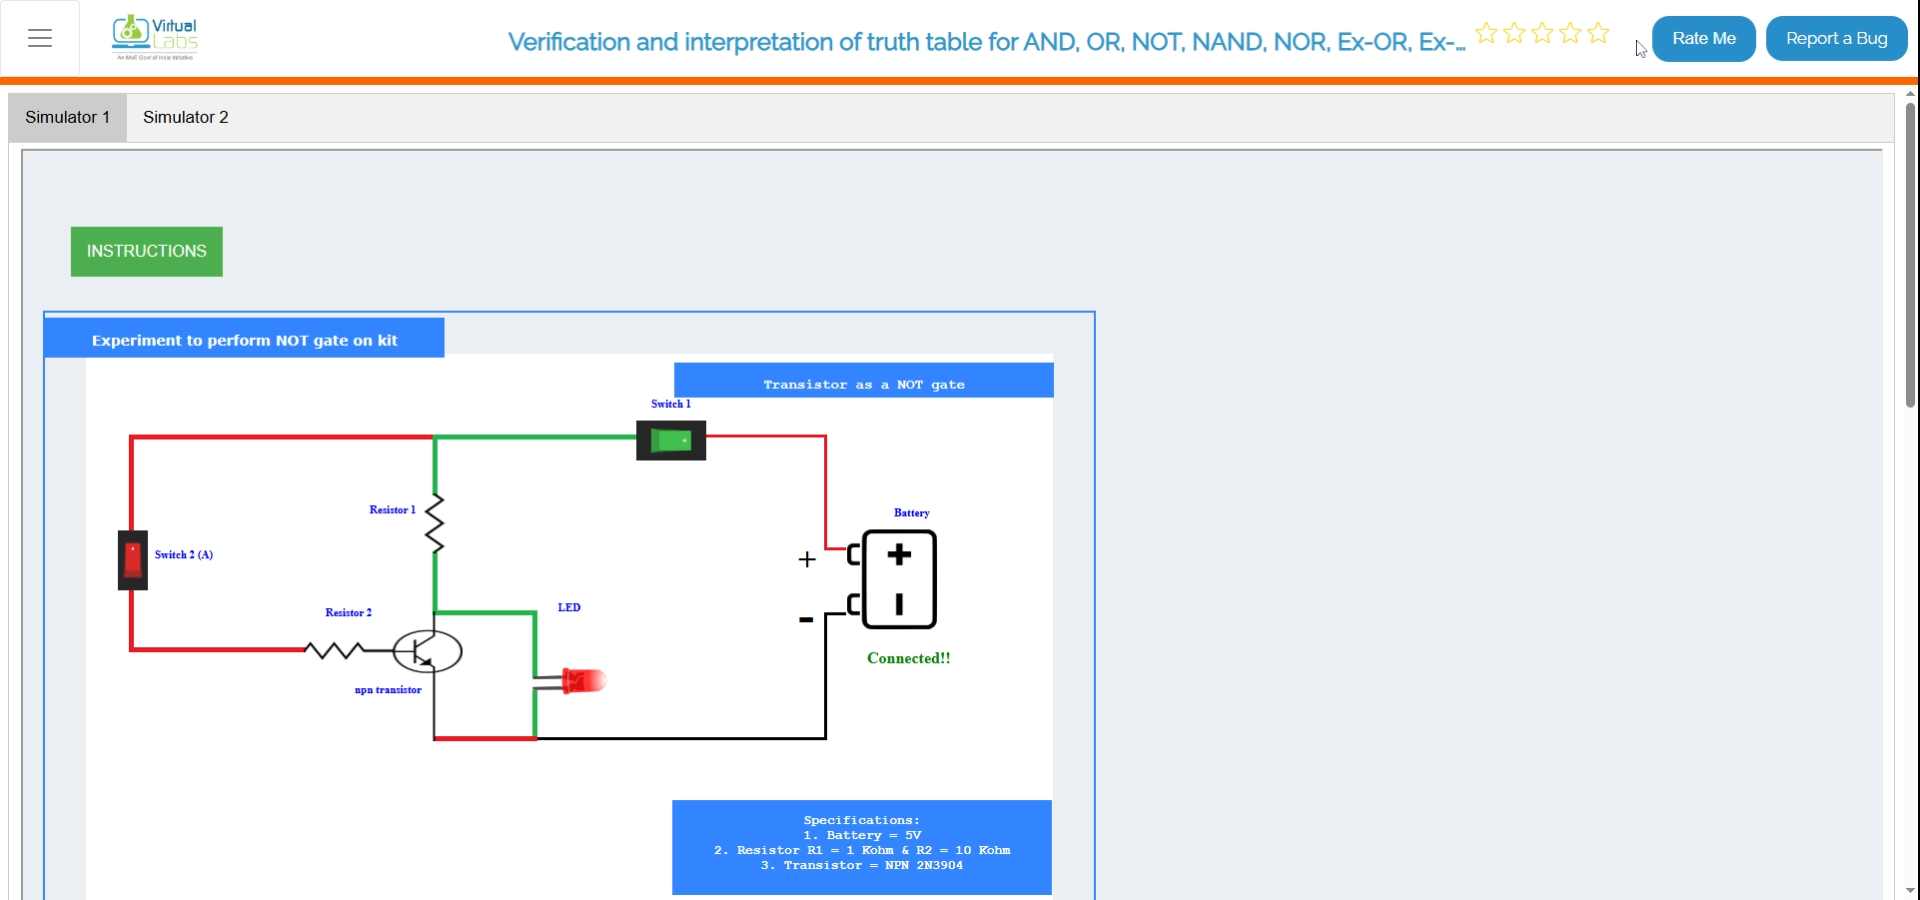 Virtual
Labs
An MoE Govt of India Initiative
Verification and interpretation of truth table for AND, OR, NOT, NAND, NOR, Ex-OR, Ex-...
Rate Me
Report a Bug
Simulator 1
Simulator 2
INSTRUCTIONS
Experiment to perform NOT gate on kit
Transistor as a NOT gate
Switch 1
Resistor 1
Battery
Switch 2 (A)
+
+
Resistor 2
LED
-
Connected!!
npn transistor
Specifications:
1. Battery = 5V
2. Resistor R1 = 1 Kohm & R2 = 10 Kohm
3. Transistor = NPN 2N3904